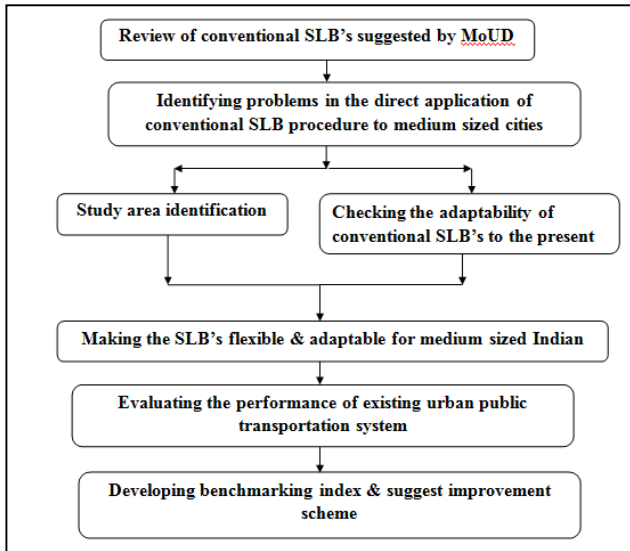 Review of conventional SLB's suggested by MoUD
Identifying problems in the direct application of
conventional SLB procedure to medium sized cities
Study area identification
Checking the adaptability of
conventional SLB's to the present
Making the SLB's flexible & adaptable for medium sized Indian
Evaluating the performance of existing urban public
transportation system
Developing benchmarking index & suggest improvement
scheme